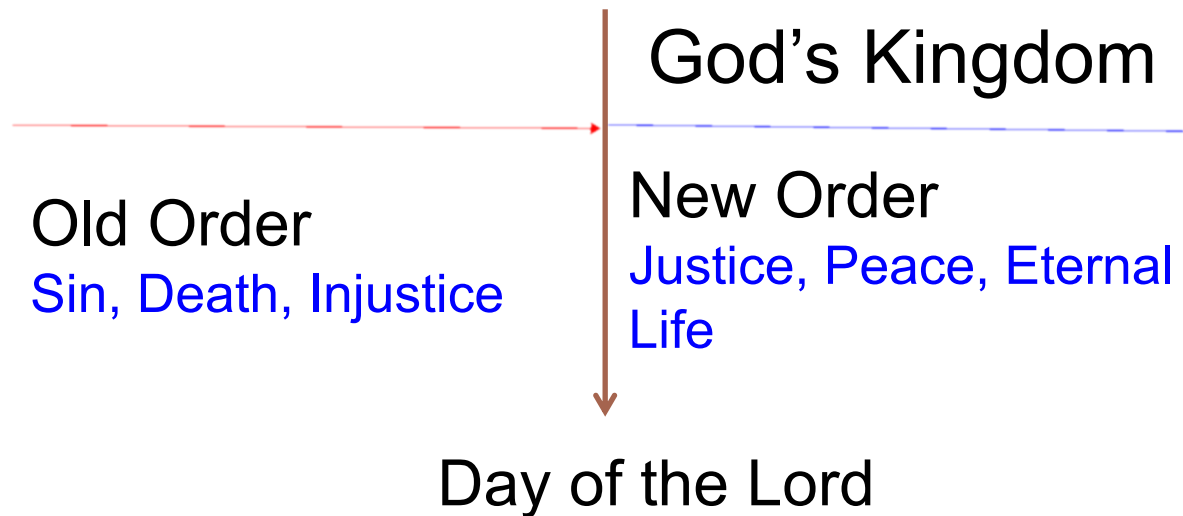 God's Kingdom
Old Order
Sin, Death, Injustice
New Order
Justice, Peace, Eternal
Life
Day of the Lord